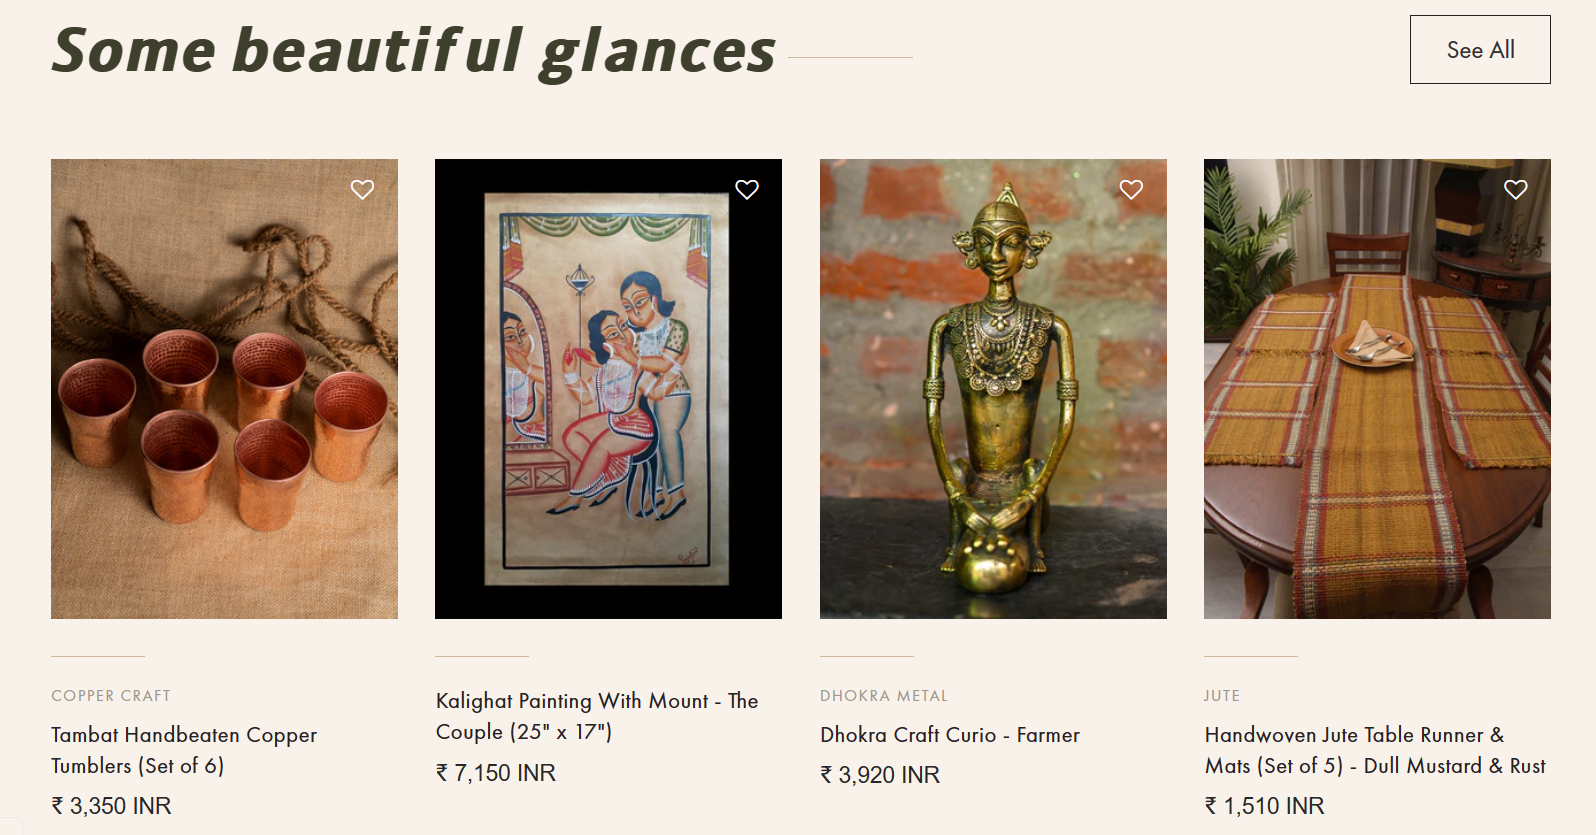 Some beautiful glances
See All
COPPER CRAFT
Tambat Handbeaten Copper
Tumblers (Set of 6)
₹ 3,350 INR
Kalighat Painting With Mount - The
Couple (25" x 17")
₹ 7,150 INR
DHOKRA METAL
Dhokra Craft Curio - Farmer
₹ 3,920 INR
JUTE
Handwoven Jute Table Runner &
Mats (Set of 5) - Dull Mustard & Rust
₹ 1,510 INR